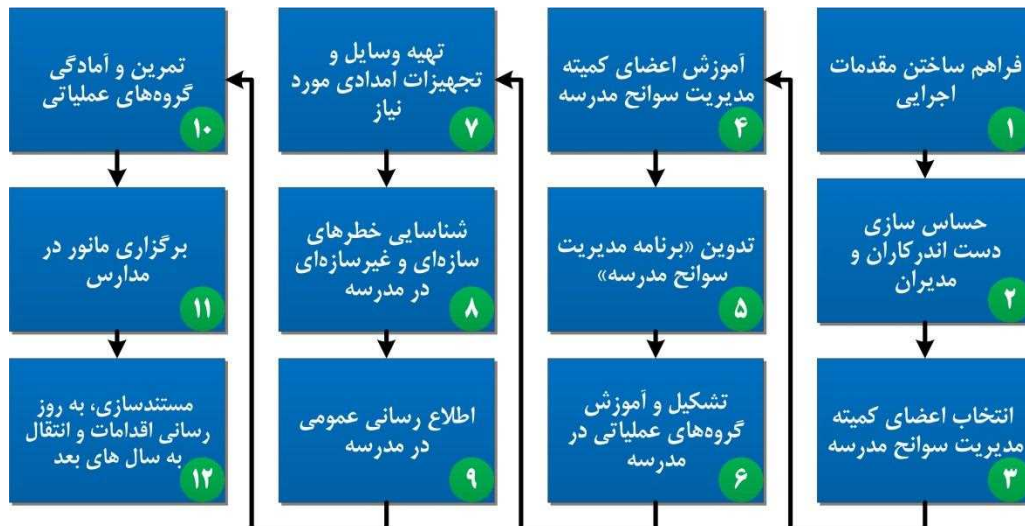 فراهم ساختن مقدمات
اجرایی
۱
حساس سازی
دست اندرکاران و
مدیران
۲
انتخاب اعضای کمیته
مدیریت سوانح مدرسه
۳
آموزش اعضای کمیته
مدیریت سوانح مدرسه
۴
تدوین «برنامه مدیریت
سوانح مدرسه»
۵
تشکیل و آموزش
گروه‌های عملیاتی در
مدرسه
۶
تهیه وسایل و
تجهیزات امدادی مورد
نیاز
۷
شناسایی خطرهای
سازه‌ای و غیرسازه‌ای
در مدرسه
۸
اطلاع رسانی عمومی
در مدرسه
۹
تمرین و آمادگی
گروه‌های عملیاتی
۱۰
برگزاری مانور در
مدارس
۱۱
مستندسازی، به روز
رسانی اقدامات و انتقال
به سال های بعد
۱۲